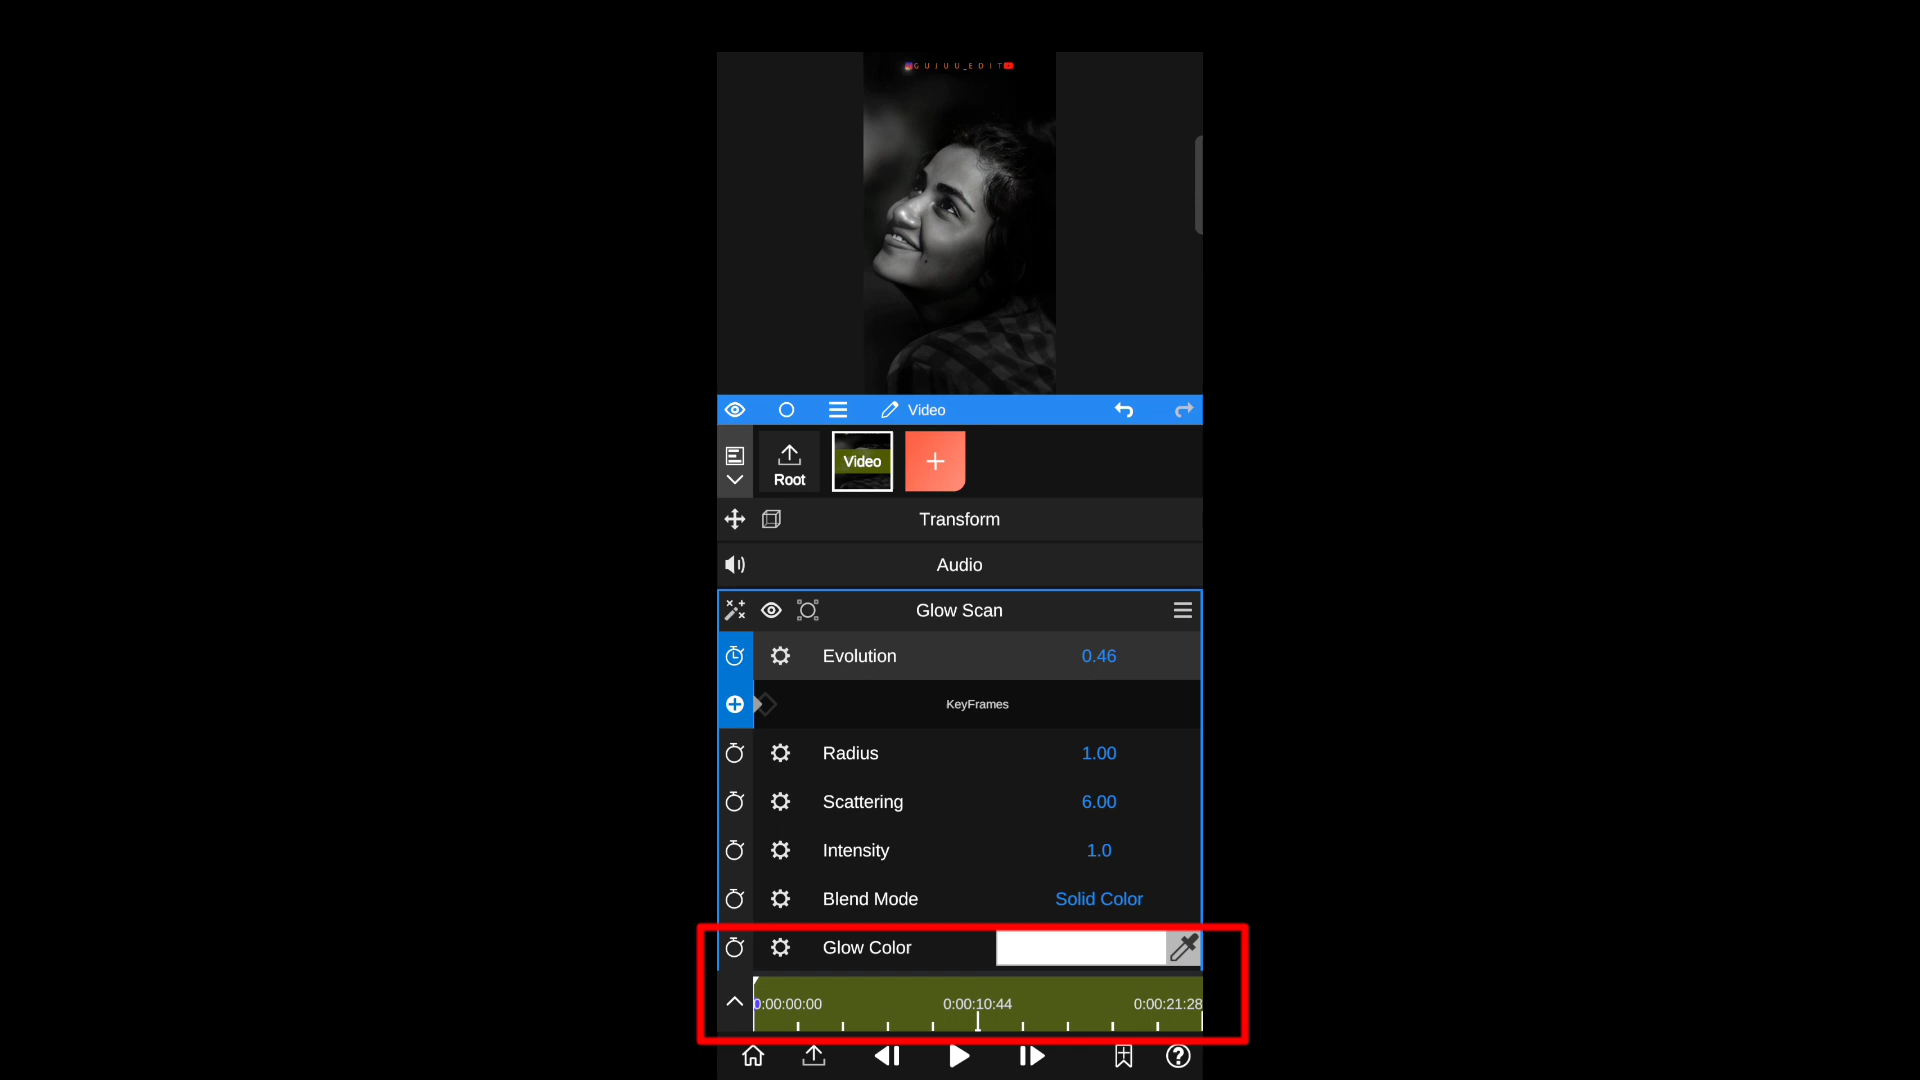 GUJUU_EDIT
Video
Root
Video
Transform
Audio
Glow Scan
Evolution 0.46
KeyFrames
Radius 1.00
Scattering 6.00
Intensity 1.0
Blend Mode Solid Color
Glow Color
0:00:00:00 0:00:10:44 0:00:21:28